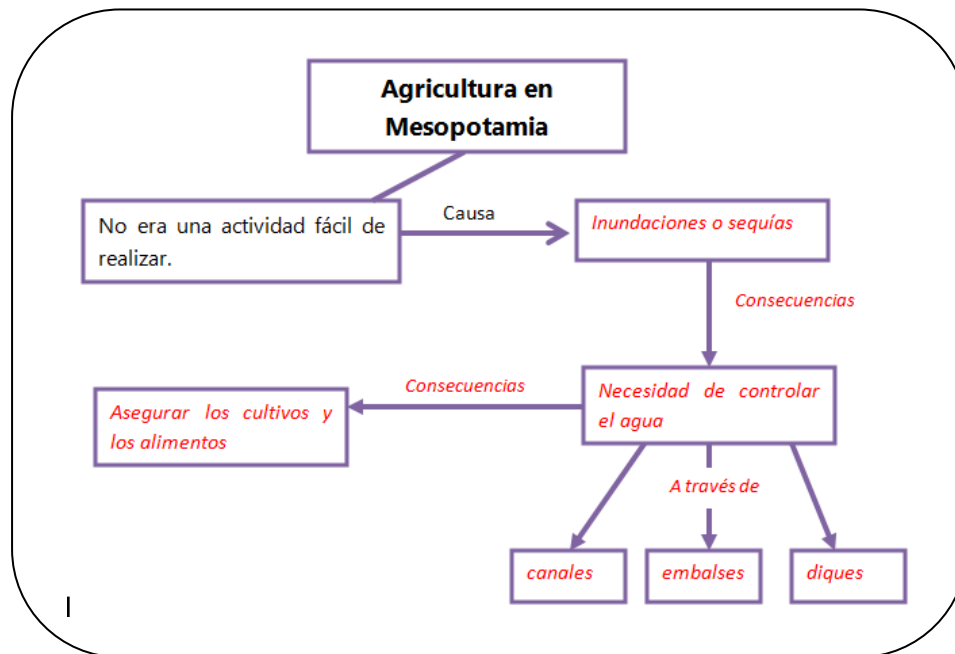 Agricultura en
Mesopotamia
No era una actividad fácil de
realizar.
Causa
Inundaciones o sequías
Consecuencias
Necesidad de controlar
el agua
Consecuencias
Asegurar los cultivos y
los alimentos
A través de
canales
embalses
diques